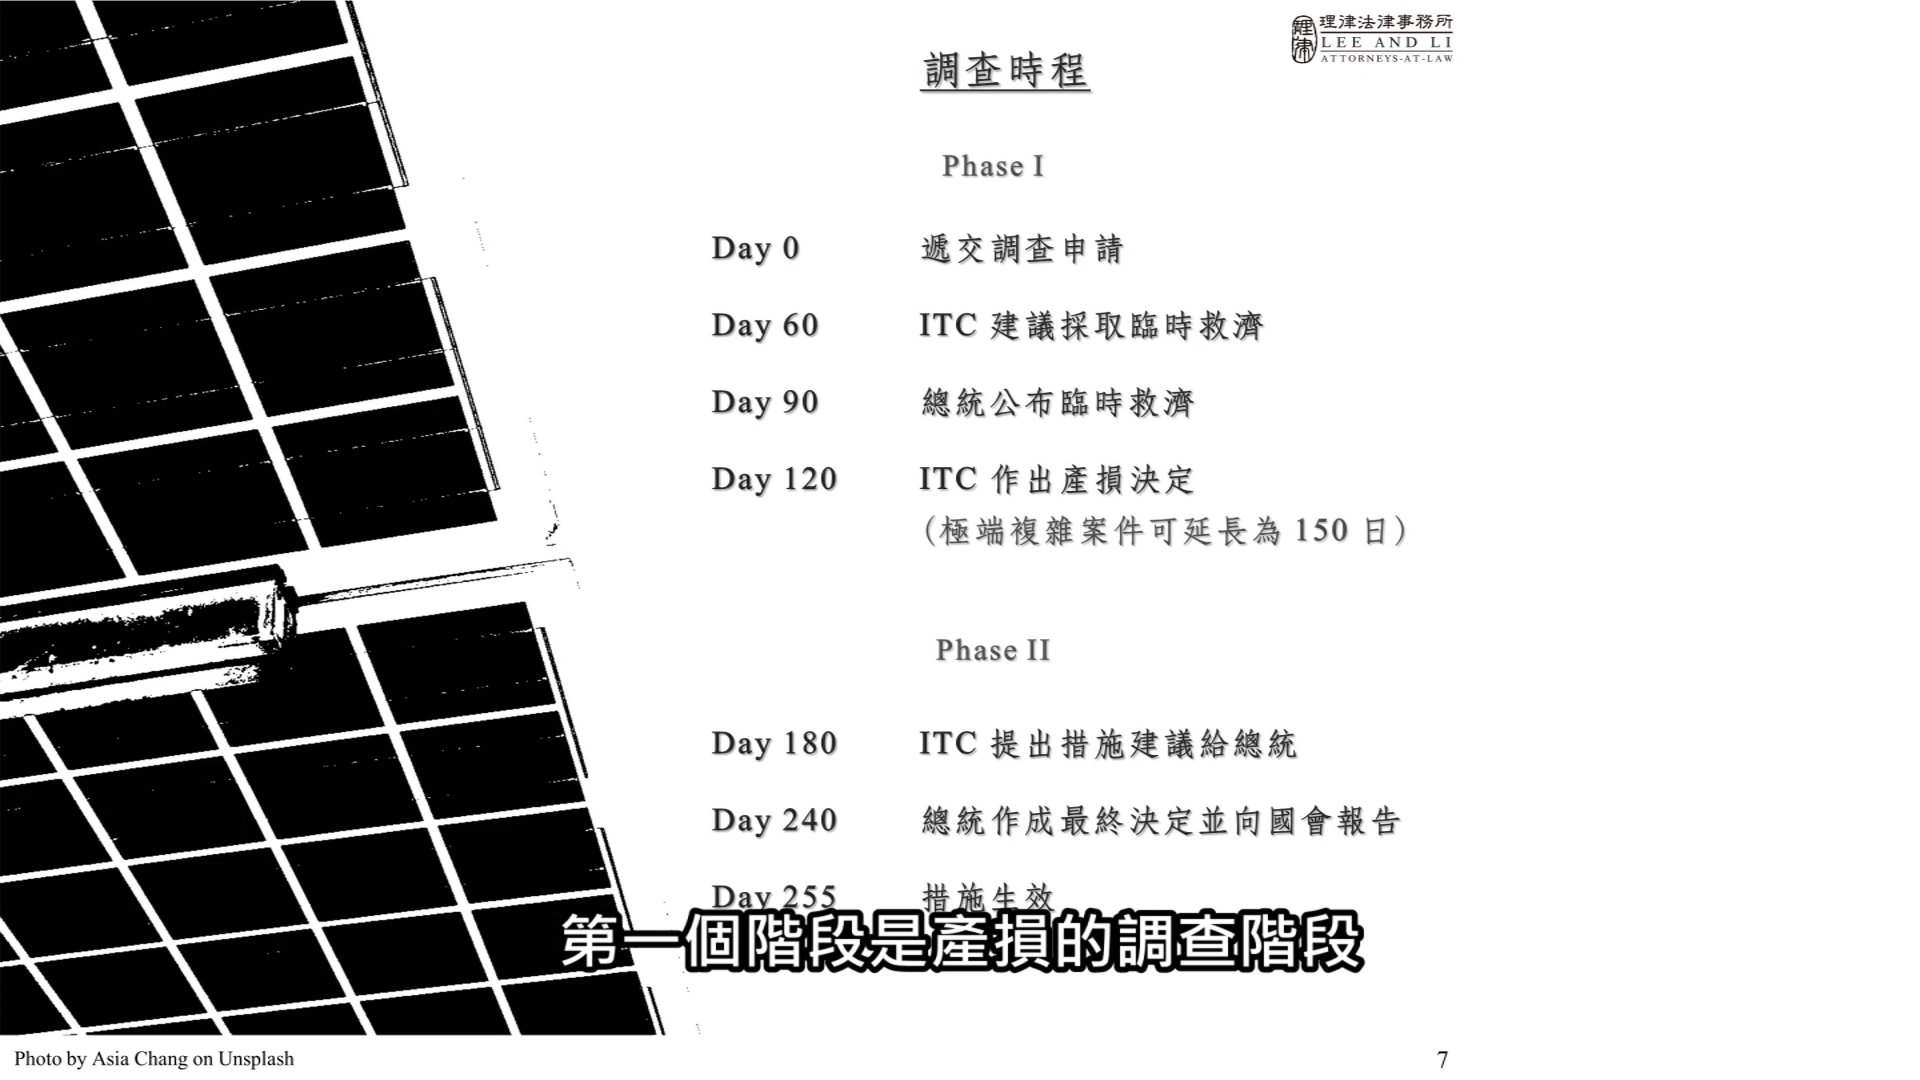 理律法律事務所
LEE AND LI
ATTORNEYS-AT-LAW
調查時程
Phase I
Day 0 遞交調查申請
Day 60 ITC 建議採取臨時救濟
Day 90 總統公布臨時救濟
Day 120 ITC 作出產損決定
(極端複雜案件可延長為 150 日)
Phase II
Day 180 ITC 提出措施建議給總統
Day 240 總統作成最終決定並向國會報告
Day 255 措施生效
第一個階段是產損的調查階段
Photo by Asia Chang on Unsplash
7